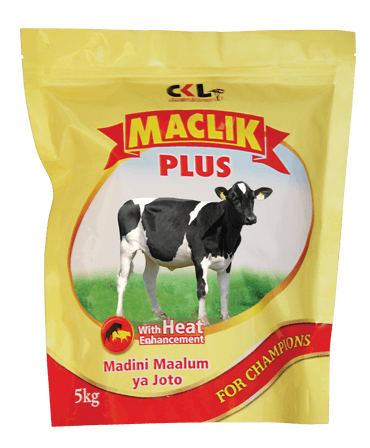 CKL
MACLIK
PLUS
With Heat
Enhancement
Madini Maalum
ya Joto
5kg
FOR CHAMPIONS